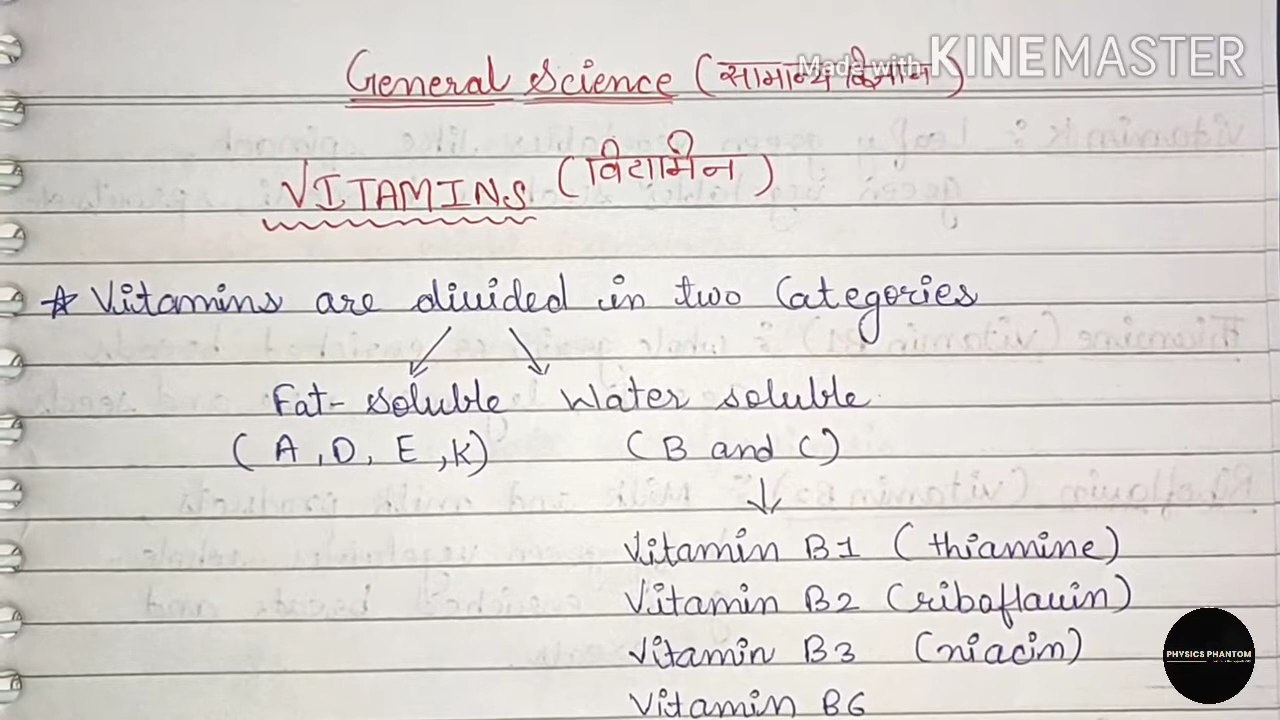 Made with KINEMASTER
General Science (सामान्य विज्ञान)
VITAMINS (विटामिन)
☆ Vitamins are divided in two Categories
Fat-soluble Water soluble
(A, D, E, K) (B and C)
Vitamin B1 (thiamine)
Vitamin B2 (riboflavin)
Vitamin B3 (niacin)
Vitamin B6
PHYSICS PHANTOM